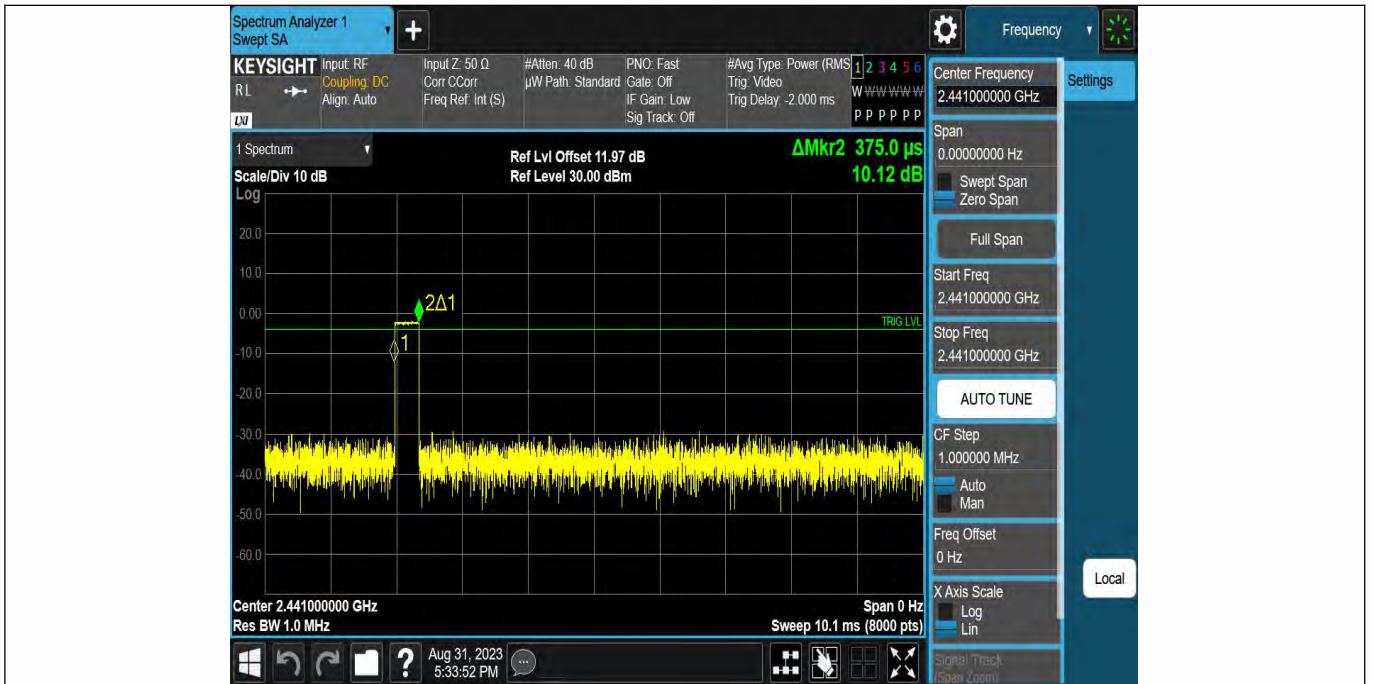 Spectrum Analyzer 1
Swept SA
Frequency
KEYSIGHT
RL
LXI
Input: RF
Coupling: DC
Align: Auto
Input Z: 50 Ω
Corr CCorr
Freq Ref: Int (S)
#Atten: 40 dB
µW Path: Standard
PNO: Fast
Gate: Off
IF Gain: Low
Sig Track: Off
#Avg Type: Power (RMS
Trig: Video
Trig Delay: -2.000 ms
1 2 3 4 5 6
W W W W W W
P P P P P P
1 Spectrum
Scale/Div 10 dB
Log
Ref Lvl Offset 11.97 dB
Ref Level 30.00 dBm
ΔMkr2 375.0 µs
10.12 dB
20.0
10.0
0.00
-10.0
-20.0
-30.0
-40.0
-50.0
-60.0
2Δ1
1
TRIG LVL
Center 2.441000000 GHz
Res BW 1.0 MHz
Span 0 Hz
Sweep 10.1 ms (8000 pts)
Aug 31, 2023
5:33:52 PM
Center Frequency
2.441000000 GHz
Settings
Span
0.00000000 Hz
Swept Span
Zero Span
Full Span
Start Freq
2.441000000 GHz
Stop Freq
2.441000000 GHz
AUTO TUNE
CF Step
1.000000 MHz
Auto
Man
Freq Offset
0 Hz
X Axis Scale
Log
Lin
Local
Signal Track
(Span Zoom)